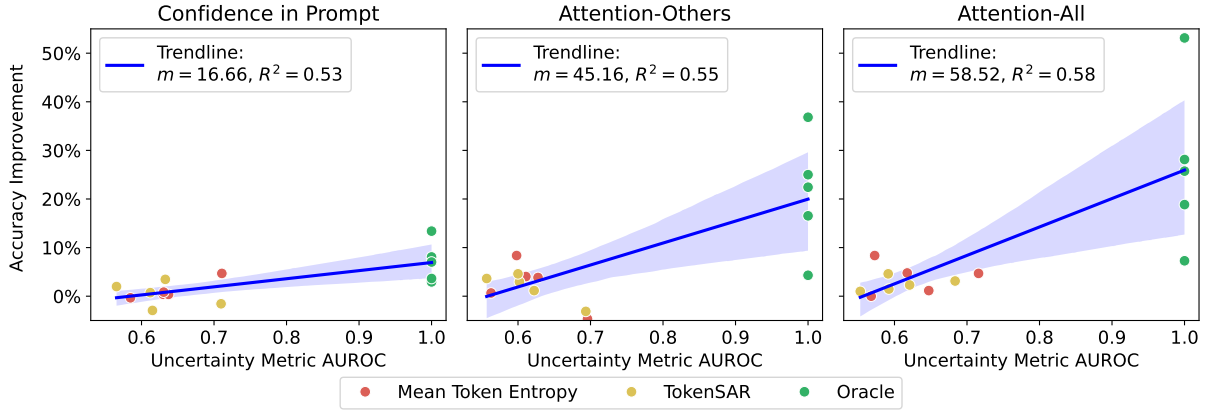 Confidence in Prompt
Attention-Others
Attention-All
Accuracy Improvement
50%
40%
30%
20%
10%
0%
Trendline:
m = 16.66, R² = 0.53
Trendline:
m = 45.16, R² = 0.55
Trendline:
m = 58.52, R² = 0.58
0.6 0.7 0.8 0.9 1.0
0.6 0.7 0.8 0.9 1.0
0.6 0.7 0.8 0.9 1.0
Uncertainty Metric AUROC
Uncertainty Metric AUROC
Uncertainty Metric AUROC
Mean Token Entropy TokenSAR Oracle